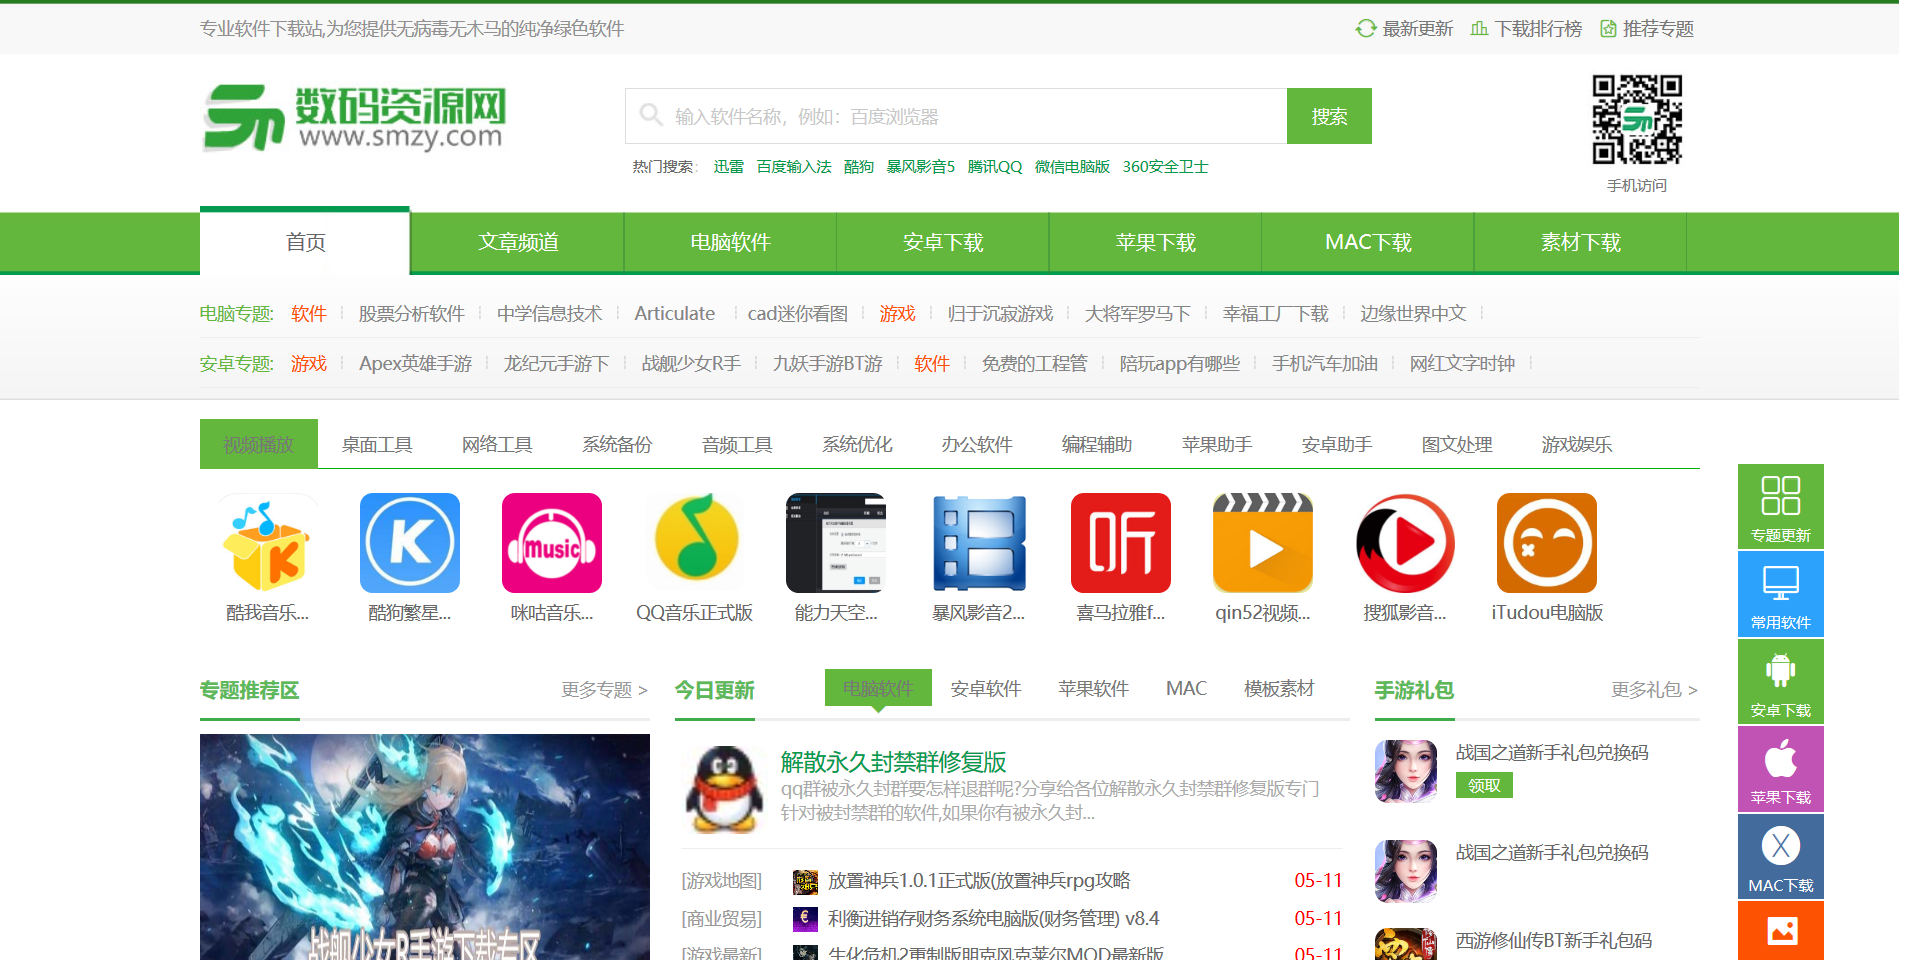 专业软件下载站,为您提供无病毒无木马的纯净绿色软件
最新更新 下载排行榜 推荐专题
数码资源网
www.smzy.com
输入软件名称，例如：百度浏览器 搜索
热门搜索: 迅雷 百度输入法 酷狗 暴风影音5 腾讯QQ 微信电脑版 360安全卫士
手机访问
首页 文章频道 电脑软件 安卓下载 苹果下载 MAC下载 素材下载
电脑专题: 软件 股票分析软件 中学信息技术 Articulate cad迷你看图 游戏 归于沉寂游戏 大将军罗马下 幸福工厂下载 边缘世界中文
安卓专题: 游戏 Apex英雄手游 龙纪元手游下 战舰少女R手 九妖手游BT游 软件 免费的工程管 陪玩app有哪些 手机汽车加油 网红文字时钟
视频播放 桌面工具 网络工具 系统备份 音频工具 系统优化 办公软件 编程辅助 苹果助手 安卓助手 图文处理 游戏娱乐
K K music 听
酷我音乐... 酷狗繁星... 咪咕音乐... QQ音乐正式版 能力天空... 暴风影音2... 喜马拉雅f... qin52视频... 搜狐影音... iTudou电脑版
专题更新
常用软件
安卓下载
苹果下载
X
MAC下载
专题推荐区 更多专题 >
战舰少女R手游下载专区
今日更新 电脑软件 安卓软件 苹果软件 MAC 模板素材
解散永久封禁群修复版
qq群被永久封群要怎样退群呢?分享给各位解散永久封禁群修复版专门
针对被封禁群的软件,如果你有被永久封...
[游戏地图] 放置神兵1.0.1正式版(放置神兵rpg攻略 05-11
[商业贸易] 利衡进销存财务系统电脑版(财务管理) v8.4 05-11
[游戏最新] 生化危机2重制版朋克风克莱尔MOD最新版 05-11
手游礼包 更多礼包 >
战国之道新手礼包兑换码
领取
战国之道新手礼包兑换码
西游修仙传BT新手礼包码